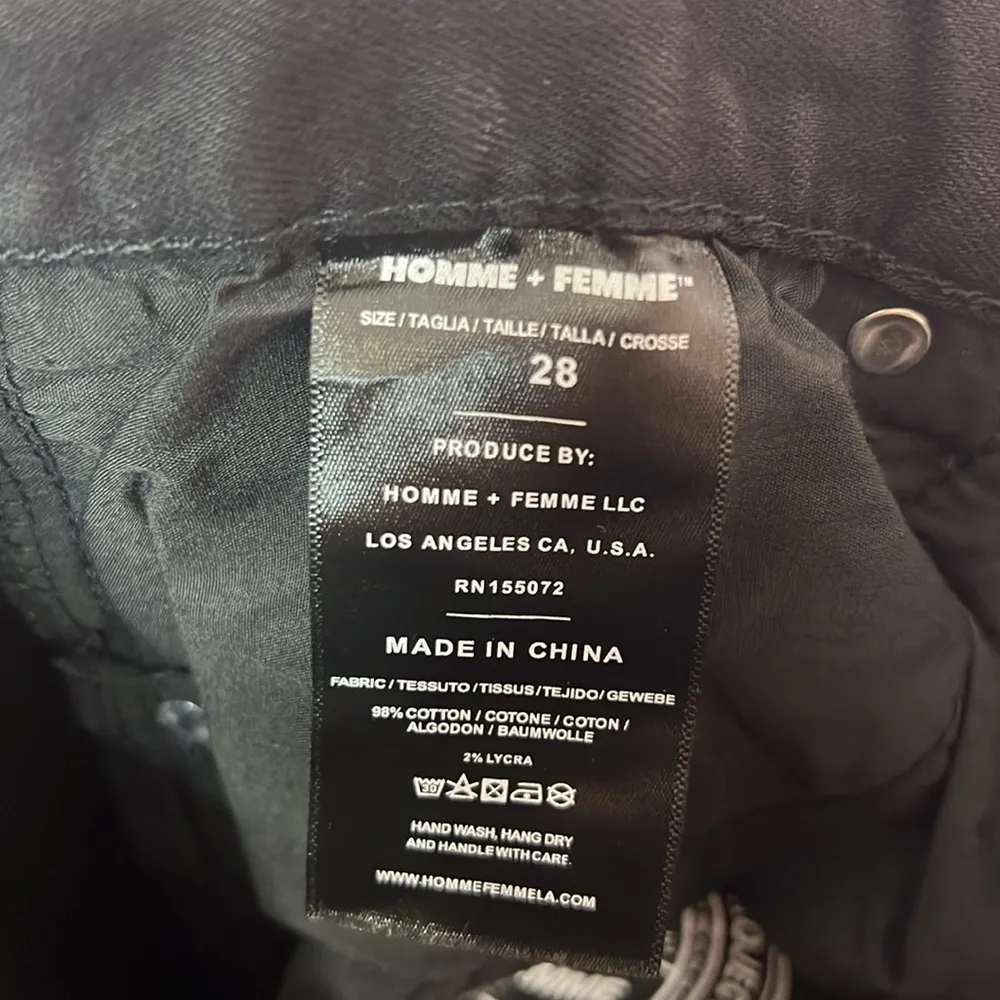 HOMME + FEMME™
SIZE / TAGLIA / TAILLE / TALLA / CROSSE
28
PRODUCE BY:
HOMME + FEMME LLC
LOS ANGELES CA, U.S.A.
RN155072
MADE IN CHINA
FABRIC / TESSUTO / TISSUS / TEJIDO / GEWEBE
98% COTTON / COTONE / COTON /
ALGODON / BAUMWOLLE
2% LYCRA
30
HAND WASH, HANG DRY
AND HANDLE WITH CARE.
WWW.HOMMEFEMMELA.COM